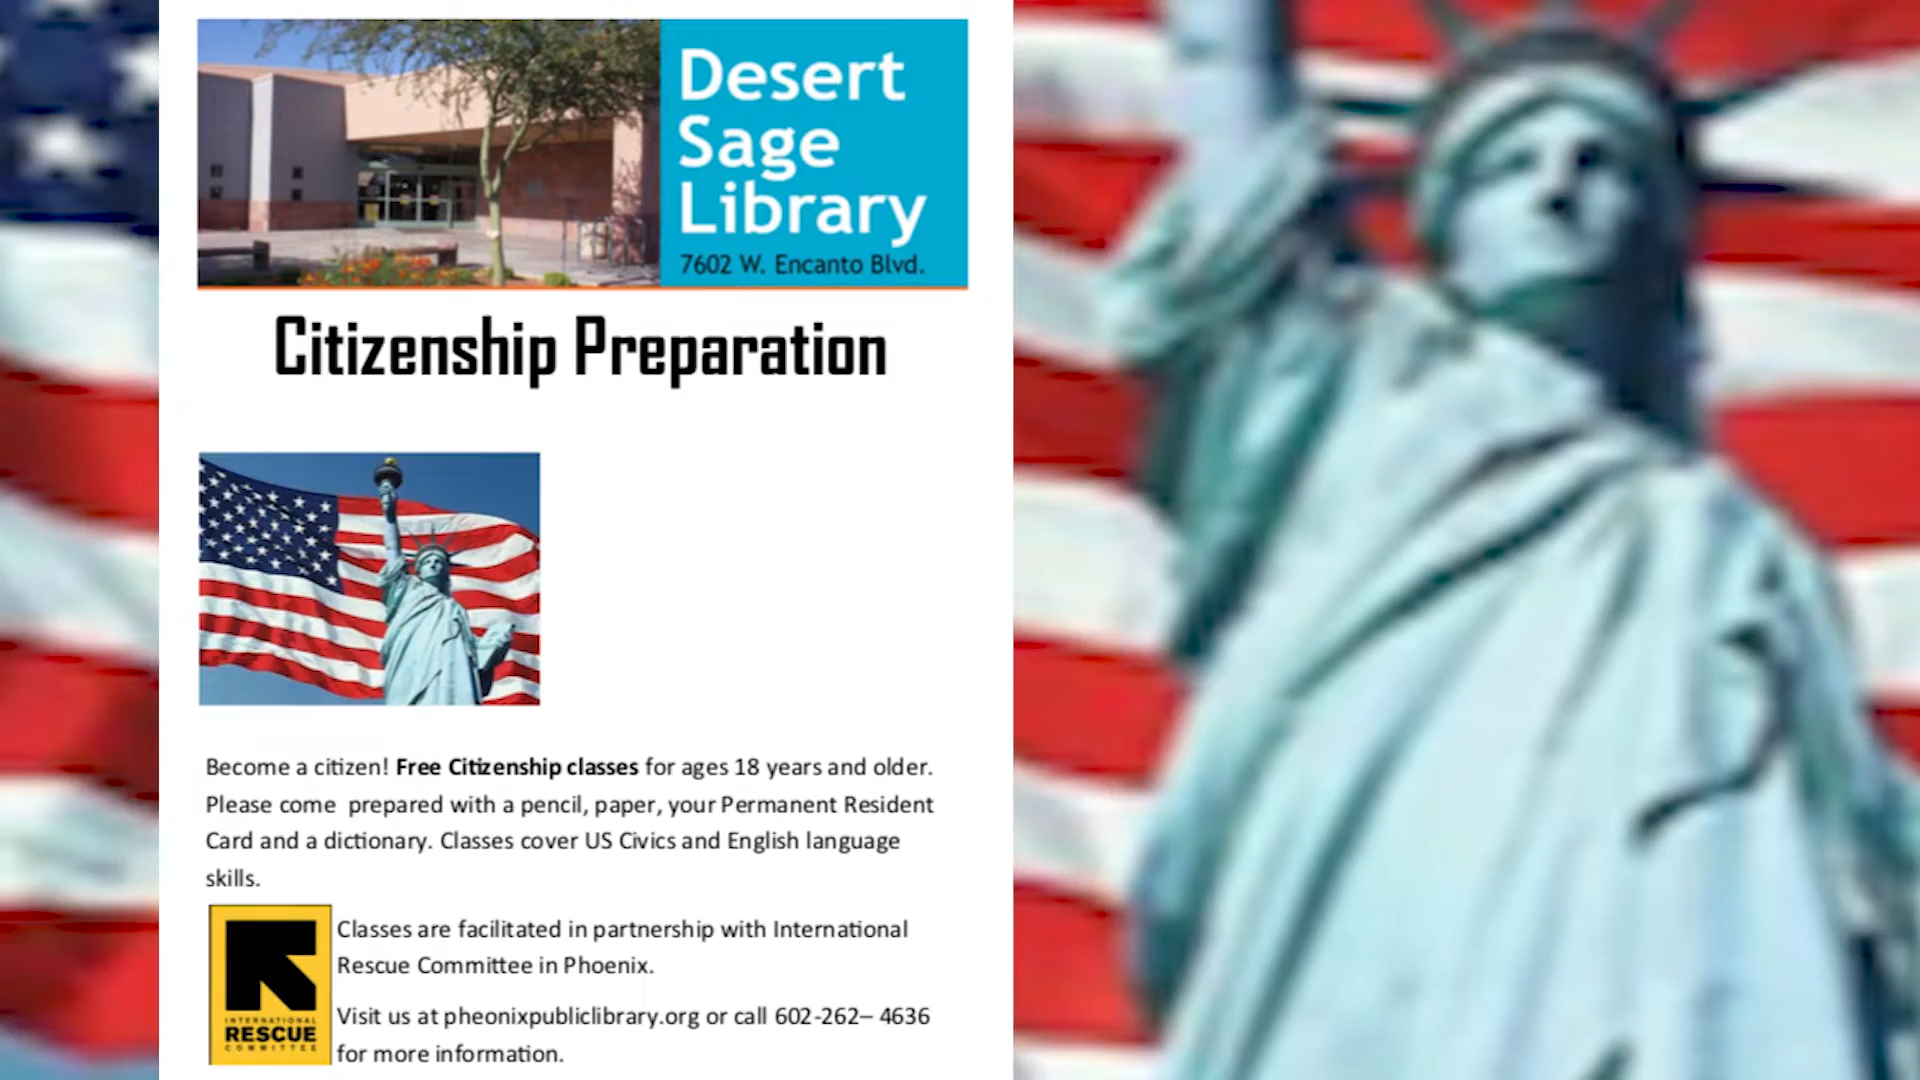 Desert
Sage
Library
7602 W. Encanto Blvd.
Citizenship Preparation
Become a citizen! Free Citizenship classes for ages 18 years and older.
Please come prepared with a pencil, paper, your Permanent Resident
Card and a dictionary. Classes cover US Civics and English language
skills.
Classes are facilitated in partnership with International
Rescue Committee in Phoenix.
Visit us at pheonixpubliclibrary.org or call 602-262– 4636
for more information.
INTERNATIONAL
RESCUE
COMMITTEE